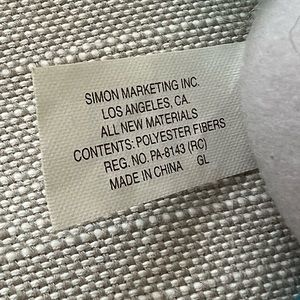 SIMON MARKETING INC.
LOS ANGELES, CA.
ALL NEW MATERIALS
CONTENTS: POLYESTER FIBERS
REG. NO. PA-8143 (RC)
MADE IN CHINA GL